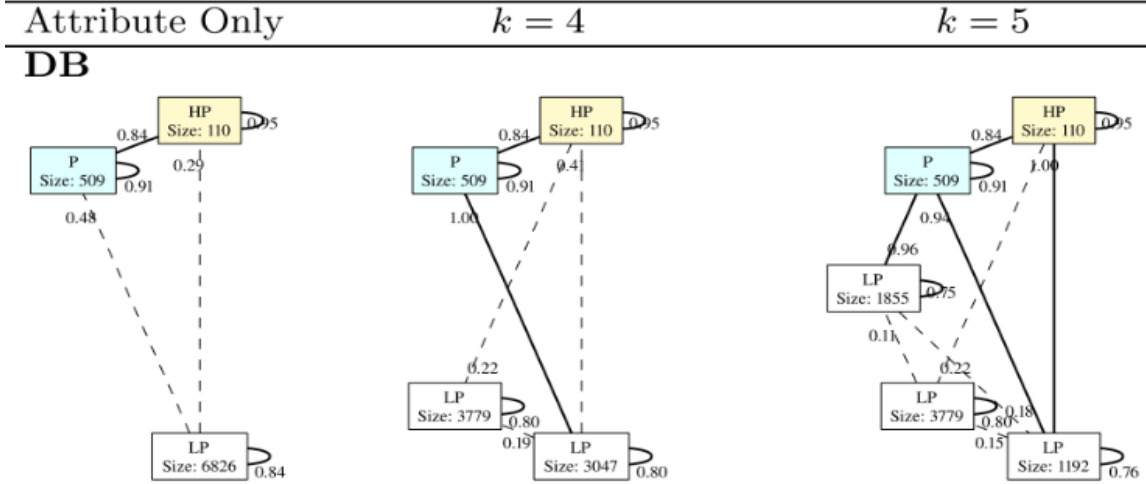 Attribute Only k = 4 k = 5
DB
HP
Size: 110
0.95
0.84
P
Size: 509
0.91
0.29
0.48
LP
Size: 6826
0.84
HP
Size: 110
0.95
0.84
P
Size: 509
0.91
0.41
1.00
0.22
LP
Size: 3779
0.80
0.19
LP
Size: 3047
0.80
HP
Size: 110
0.95
0.84
P
Size: 509
0.91
1.00
0.94
0.96
LP
Size: 1855
0.75
0.11
0.22
LP
Size: 3779
0.80
0.18
0.15
LP
Size: 1192
0.76